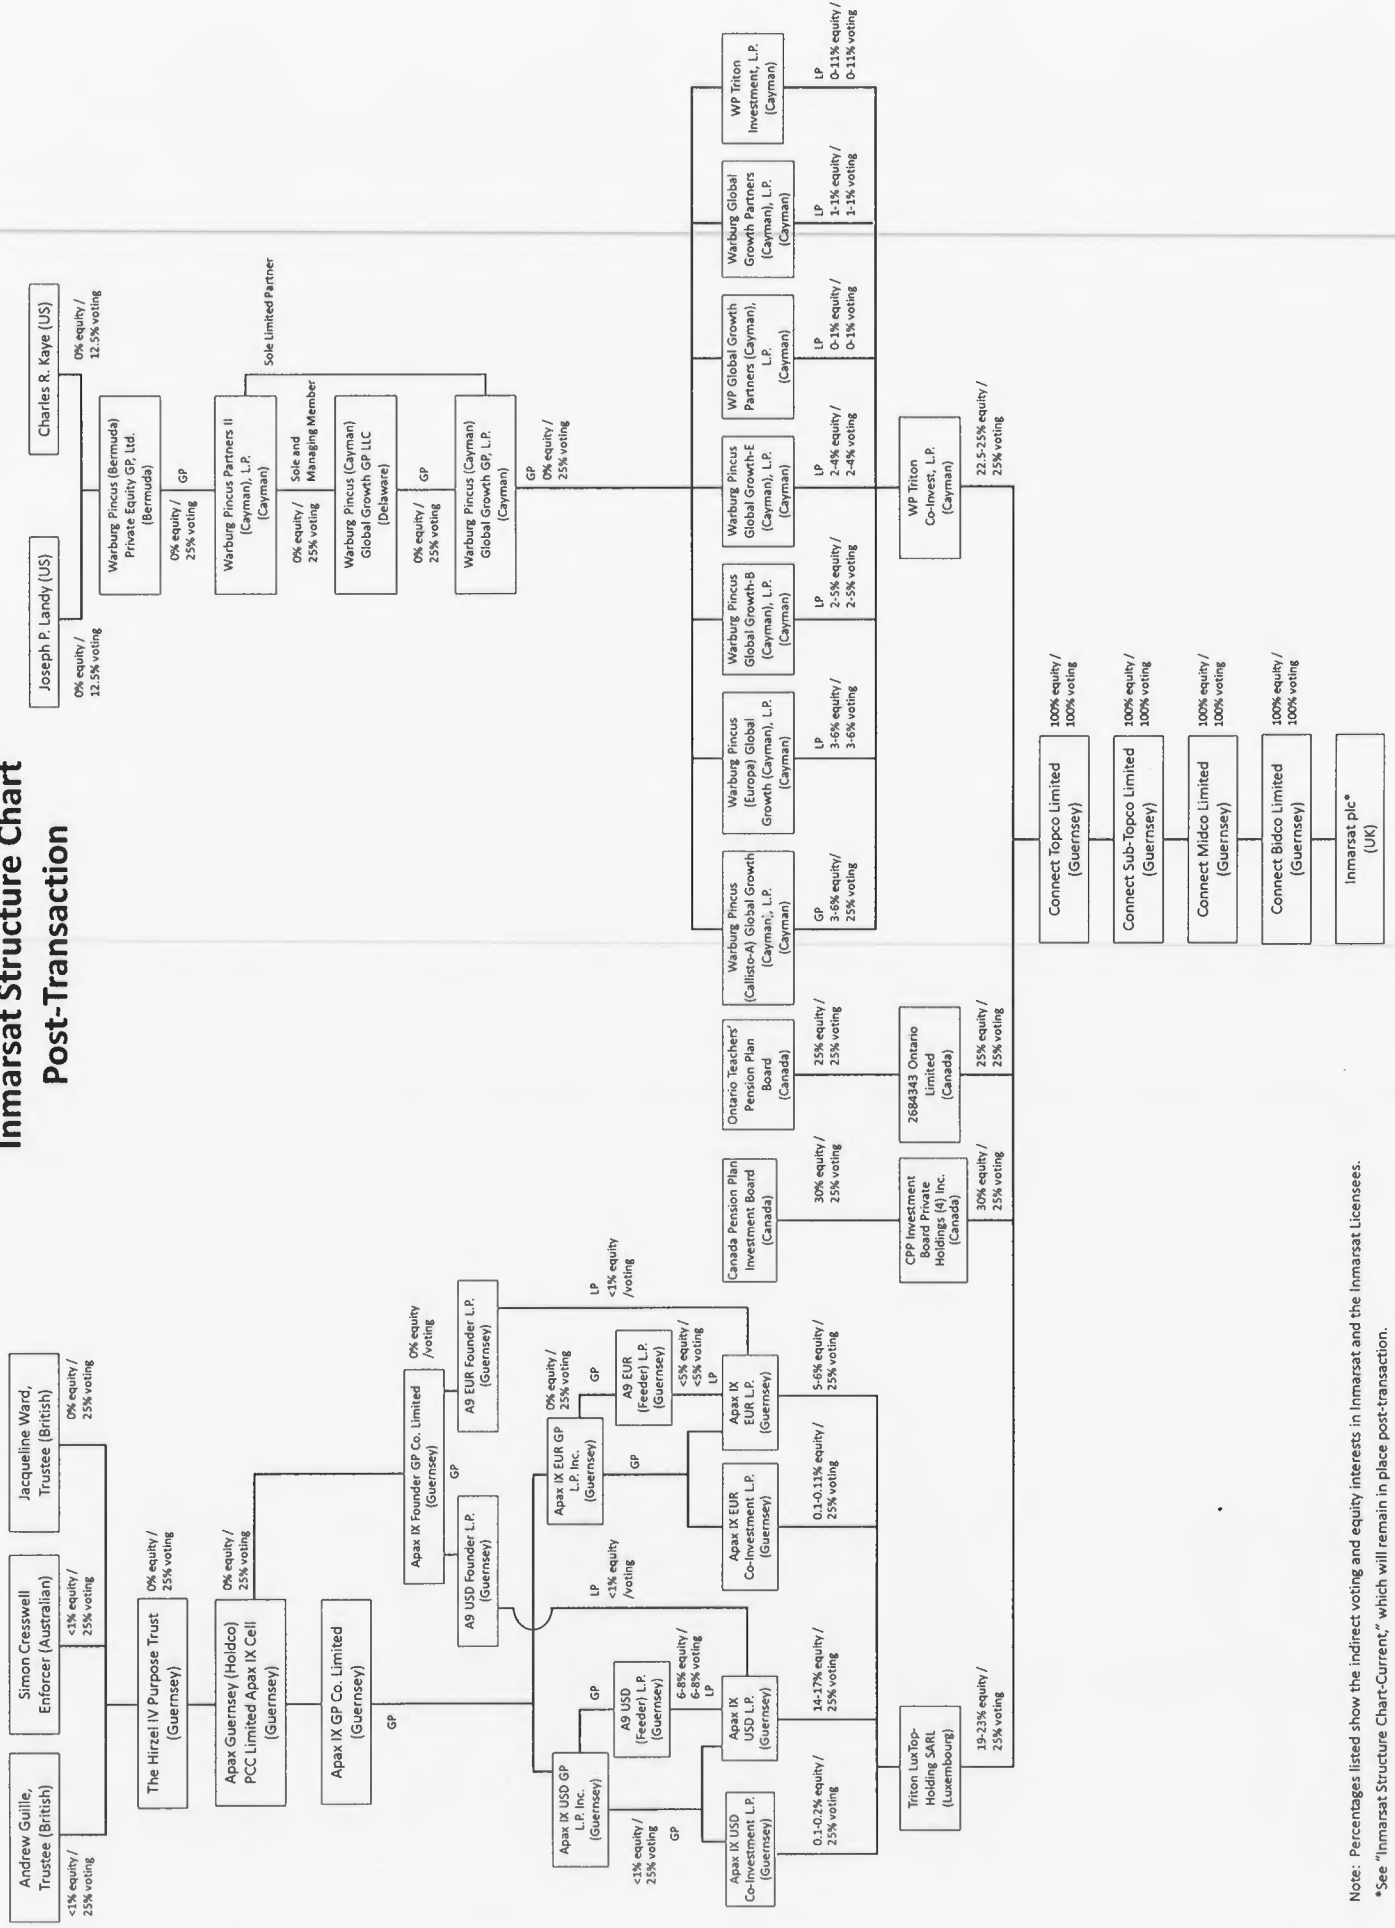 Inmarsat Structure Chart
Post-Transaction
Andrew Guille,
Trustee (British)
<1% equity /
25% voting
Simon Cresswell
Enforcer (Australian)
<1% equity /
25% voting
Jacqueline Ward,
Trustee (British)
0% equity /
25% voting
The Hirzel IV Purpose Trust
(Guernsey)
0% equity /
25% voting
Apax Guernsey (Holdco)
PCC Limited Apax IX Cell
(Guernsey)
0% equity /
25% voting
Apax IX GP Co. Limited
(Guernsey)
GP
Apax IX Founder GP Co. Limited
(Guernsey)
0% equity
/voting
GP
A9 USD Founder L.P.
(Guernsey)
A9 EUR Founder L.P.
(Guernsey)
LP
<1% equity
/voting
LP
<1% equity
/voting
Apax IX USD GP
L.P. Inc.
(Guernsey)
<1% equity /
25% voting
GP
GP
A9 USD
(Feeder) L.P.
(Guernsey)
6-8% equity /
6-8% voting
LP
Apax IX EUR GP
L.P. Inc.
(Guernsey)
0% equity /
25% voting
GP
GP
A9 EUR
(Feeder) L.P.
(Guernsey)
<5% equity /
<5% voting
LP
Apax IX USD
Co-Investment L.P.
(Guernsey)
0.1-0.2% equity /
25% voting
Apax IX
USD L.P.
(Guernsey)
14-17% equity /
25% voting
Apax IX EUR
Co-Investment L.P.
(Guernsey)
0.1-0.11% equity /
25% voting
Apax IX
EUR L.P.
(Guernsey)
5-6% equity /
25% voting
Triton LuxTop-
Holding SARL
(Luxembourg)
19-23% equity /
25% voting
Canada Pension Plan
Investment Board
(Canada)
30% equity /
25% voting
CPP Investment
Board Private
Holdings (4) Inc.
(Canada)
30% equity /
25% voting
Ontario Teachers'
Pension Plan
Board
(Canada)
25% equity /
25% voting
2684343 Ontario
Limited
(Canada)
25% equity /
25% voting
Joseph P. Landy (US)
0% equity /
12.5% voting
Charles R. Kaye (US)
0% equity /
12.5% voting
Warburg Pincus (Bermuda)
Private Equity GP, Ltd.
(Bermuda)
0% equity /
25% voting
GP
Warburg Pincus Partners II
(Cayman), L.P.
(Cayman)
Sole Limited Partner
0% equity /
25% voting
Sole and
Managing Member
Warburg Pincus (Cayman)
Global Growth GP LLC
(Delaware)
0% equity /
25% voting
GP
Warburg Pincus (Cayman)
Global Growth GP, L.P.
(Cayman)
GP
0% equity /
25% voting
Warburg Pincus
(Callisto-A) Global Growth
(Cayman), L.P.
(Cayman)
GP
3-6% equity/
25% voting
Warburg Pincus
(Europa) Global
Growth (Cayman), L.P.
(Cayman)
LP
3-6% equity /
3-6% voting
Warburg Pincus
Global Growth-B
(Cayman), L.P.
(Cayman)
LP
2-5% equity /
2-5% voting
Warburg Pincus
Global Growth-E
(Cayman), L.P.
(Cayman)
LP
2-4% equity /
2-4% voting
WP Global Growth
Partners (Cayman),
L.P.
(Cayman)
LP
0-1% equity /
0-1% voting
Warburg Global
Growth Partners
(Cayman), L.P.
(Cayman)
LP
1-1% equity /
1-1% voting
WP Triton
Investment, L.P.
(Cayman)
LP
0-11% equity /
0-11% voting
WP Triton
Co-Invest, L.P.
(Cayman)
22.5-25% equity /
25% voting
Connect Topco Limited
(Guernsey)
100% equity /
100% voting
Connect Sub-Topco Limited
(Guernsey)
100% equity /
100% voting
Connect Midco Limited
(Guernsey)
100% equity /
100% voting
Connect Bidco Limited
(Guernsey)
100% equity /
100% voting
Inmarsat plc*
(UK)
Note: Percentages listed show the indirect voting and equity interests in Inmarsat and the Inmarsat Licensees.
*See "Inmarsat Structure Chart-Current," which will remain in place post-transaction.